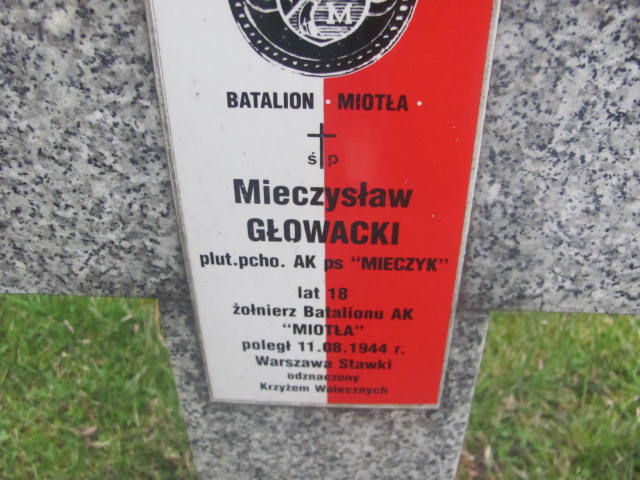 M
BATALION · MIOTŁA ·
ś p
Mieczysław
GŁOWACKI
plut.pcho. AK ps "MIECZYK"
lat 18
żołnierz Batalionu AK
"MIOTŁA"
poległ 11.08.1944 r.
Warszawa Stawki
odznaczony
Krzyżem Walecznych